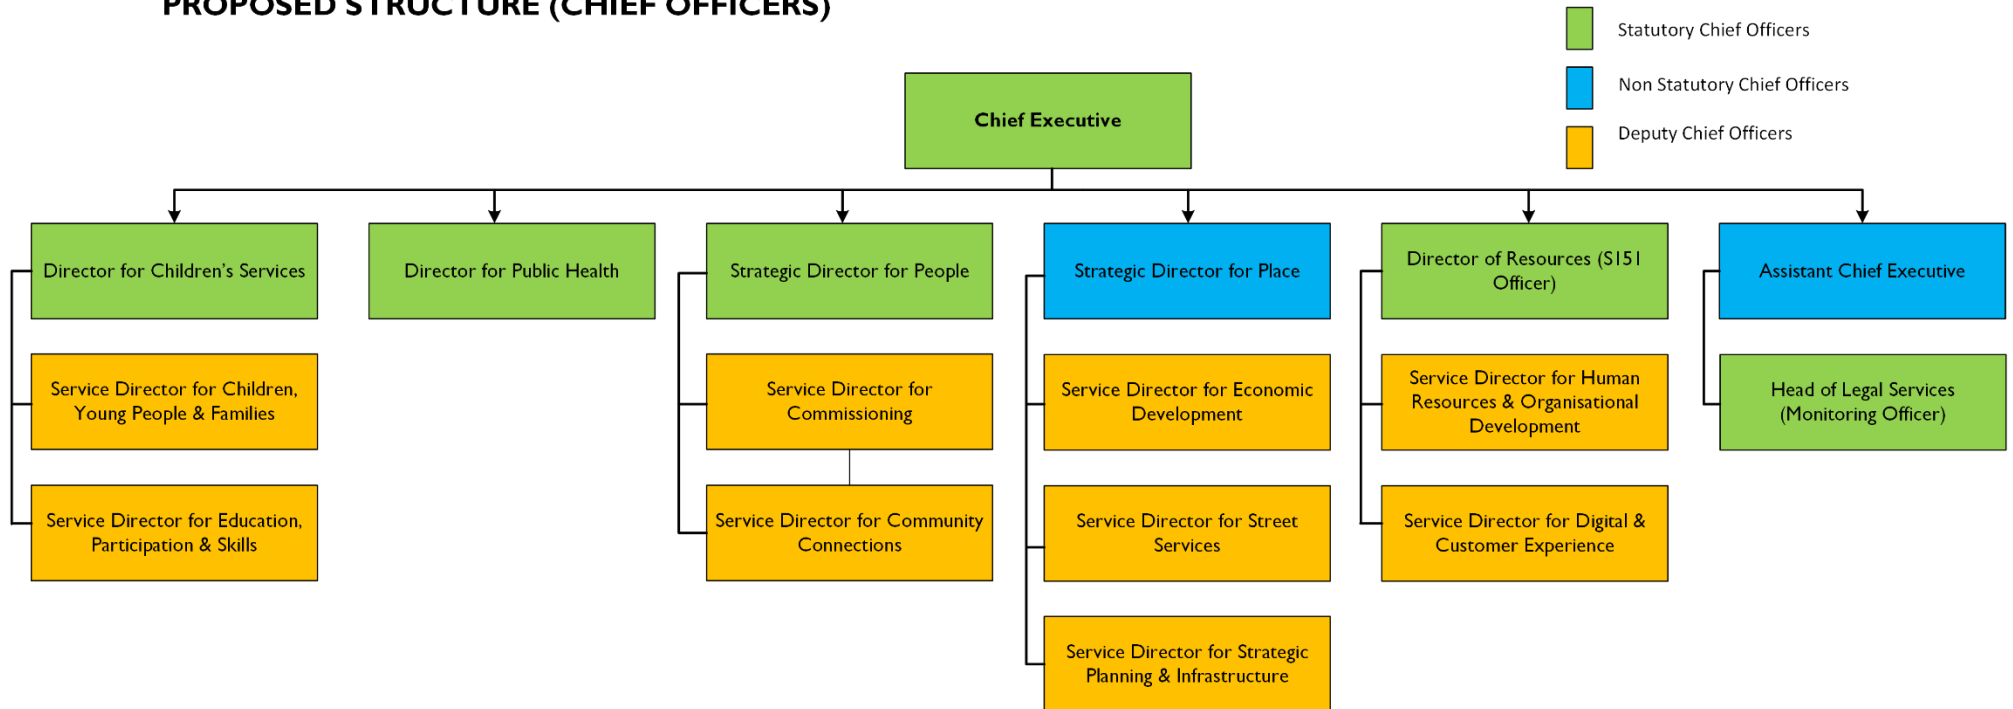 PROPOSED STRUCTURE (CHIEF OFFICERS)
Statutory Chief Officers
Non Statutory Chief Officers
Deputy Chief Officers
Chief Executive
Director for Children’s Services
Director for Public Health
Strategic Director for People
Strategic Director for Place
Director of Resources (S151
Officer)
Assistant Chief Executive
Service Director for Children,
Young People & Families
Service Director for
Commissioning
Service Director for Economic
Development
Service Director for Human
Resources & Organisational
Development
Head of Legal Services
(Monitoring Officer)
Service Director for Education,
Participation & Skills
Service Director for Community
Connections
Service Director for Street
Services
Service Director for Digital &
Customer Experience
Service Director for Strategic
Planning & Infrastructure